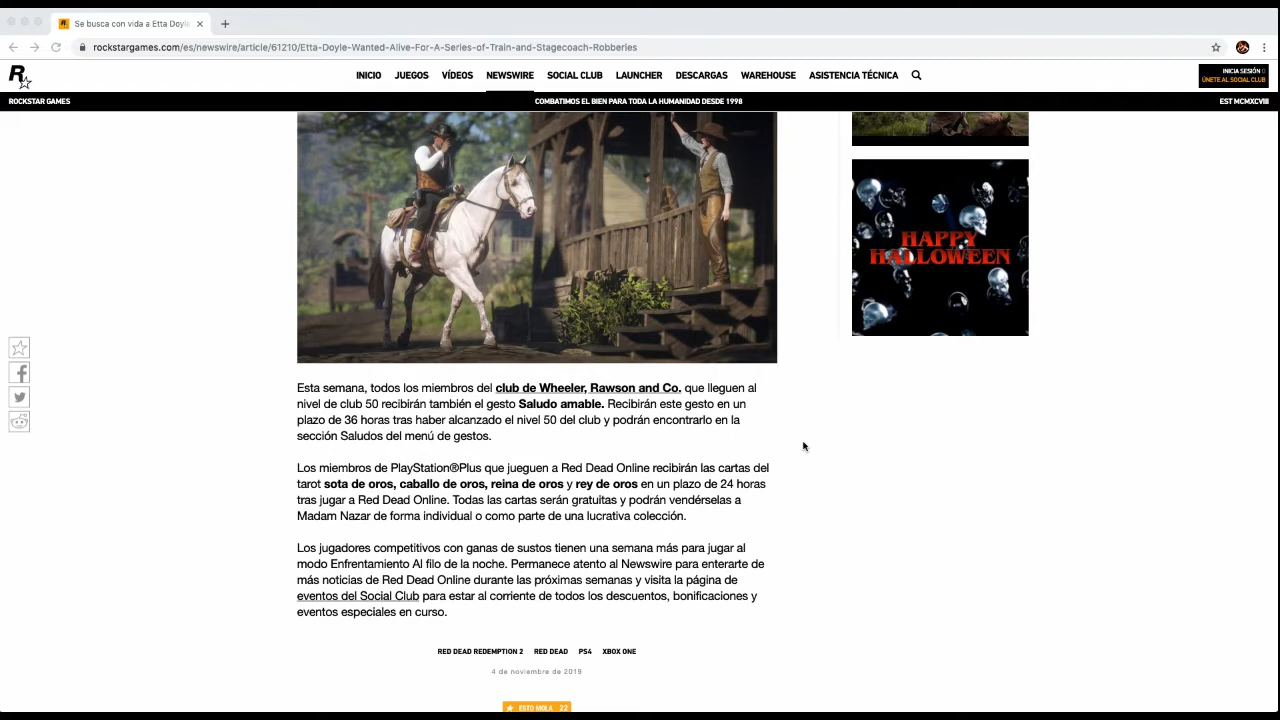 Se busca con vida a Etta Doyle
rockstargames.com/es/newswire/article/61210/Etta-Doyle-Wanted-Alive-For-A-Series-of-Train-and-Stagecoach-Robberies
R
INICIO JUEGOS VÍDEOS NEWSWIRE SOCIAL CLUB LAUNCHER DESCARGAS WAREHOUSE ASISTENCIA TÉCNICA
INICIA SESIÓN
ÚNETE AL SOCIAL CLUB
ROCKSTAR GAMES COMBATIMOS EL BIEN PARA TODA LA HUMANIDAD DESDE 1998 EST MCMXCVIII
HAPPY
HALLOWEEN
Esta semana, todos los miembros del club de Wheeler, Rawson and Co. que lleguen al
nivel de club 50 recibirán también el gesto Saludo amable. Recibirán este gesto en un
plazo de 36 horas tras haber alcanzado el nivel 50 del club y podrán encontrarlo en la
sección Saludos del menú de gestos.
Los miembros de PlayStation®Plus que jueguen a Red Dead Online recibirán las cartas del
tarot sota de oros, caballo de oros, reina de oros y rey de oros en un plazo de 24 horas
tras jugar a Red Dead Online. Todas las cartas serán gratuitas y podrán vendérselas a
Madam Nazar de forma individual o como parte de una lucrativa colección.
Los jugadores competitivos con ganas de sustos tienen una semana más para jugar al
modo Enfrentamiento Al filo de la noche. Permanece atento al Newswire para enterarte de
más noticias de Red Dead Online durante las próximas semanas y visita la página de
eventos del Social Club para estar al corriente de todos los descuentos, bonificaciones y
eventos especiales en curso.
RED DEAD REDEMPTION 2 RED DEAD PS4 XBOX ONE
4 de noviembre de 2019
ESTO MOLA 22